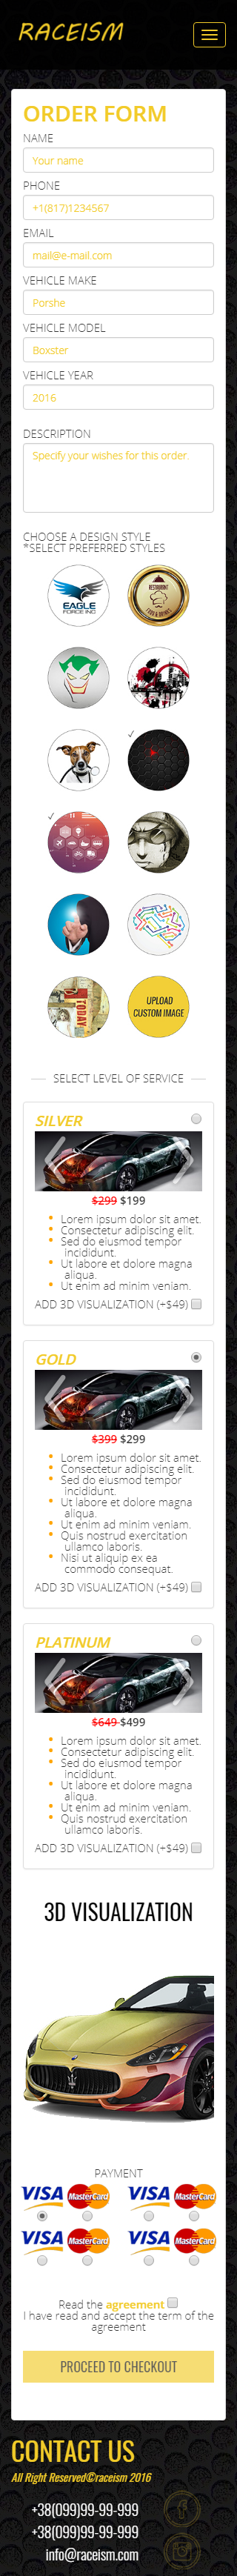 RACEISM
ORDER FORM
NAME
Your name
PHONE
+1(817)1234567
EMAIL
mail@e-mail.com
VEHICLE MAKE
Porshe
VEHICLE MODEL
Boxster
VEHICLE YEAR
2016
DESCRIPTION
Specify your wishes for this order.
CHOOSE A DESIGN STYLE
*SELECT PREFERRED STYLES
EAGLE
FORCE INC
RESTAURANT
FOOD & DRINKS
UPLOAD
CUSTOM IMAGE
SELECT LEVEL OF SERVICE
SILVER
$299 $199
Lorem ipsum dolor sit amet.
Consectetur adipiscing elit.
Sed do eiusmod tempor
incididunt.
Ut labore et dolore magna
aliqua.
Ut enim ad minim veniam.
ADD 3D VISUALIZATION (+$49)
GOLD
$399 $299
Lorem ipsum dolor sit amet.
Consectetur adipiscing elit.
Sed do eiusmod tempor
incididunt.
Ut labore et dolore magna
aliqua.
Ut enim ad minim veniam.
Quis nostrud exercitation
ullamco laboris.
Nisi ut aliquip ex ea
commodo consequat.
ADD 3D VISUALIZATION (+$49)
PLATINUM
$649 $499
Lorem ipsum dolor sit amet.
Consectetur adipiscing elit.
Sed do eiusmod tempor
incididunt.
Ut labore et dolore magna
aliqua.
Ut enim ad minim veniam.
Quis nostrud exercitation
ullamco laboris.
ADD 3D VISUALIZATION (+$49)
3D VISUALIZATION
PAYMENT
VISA MasterCard VISA MasterCard
VISA MasterCard VISA MasterCard
Read the agreement
I have read and accept the term of the
agreement
PROCEED TO CHECKOUT
CONTACT US
All Right Reserved©raceism 2016
+38(099)99-99-999
+38(099)99-99-999
info@raceism.com